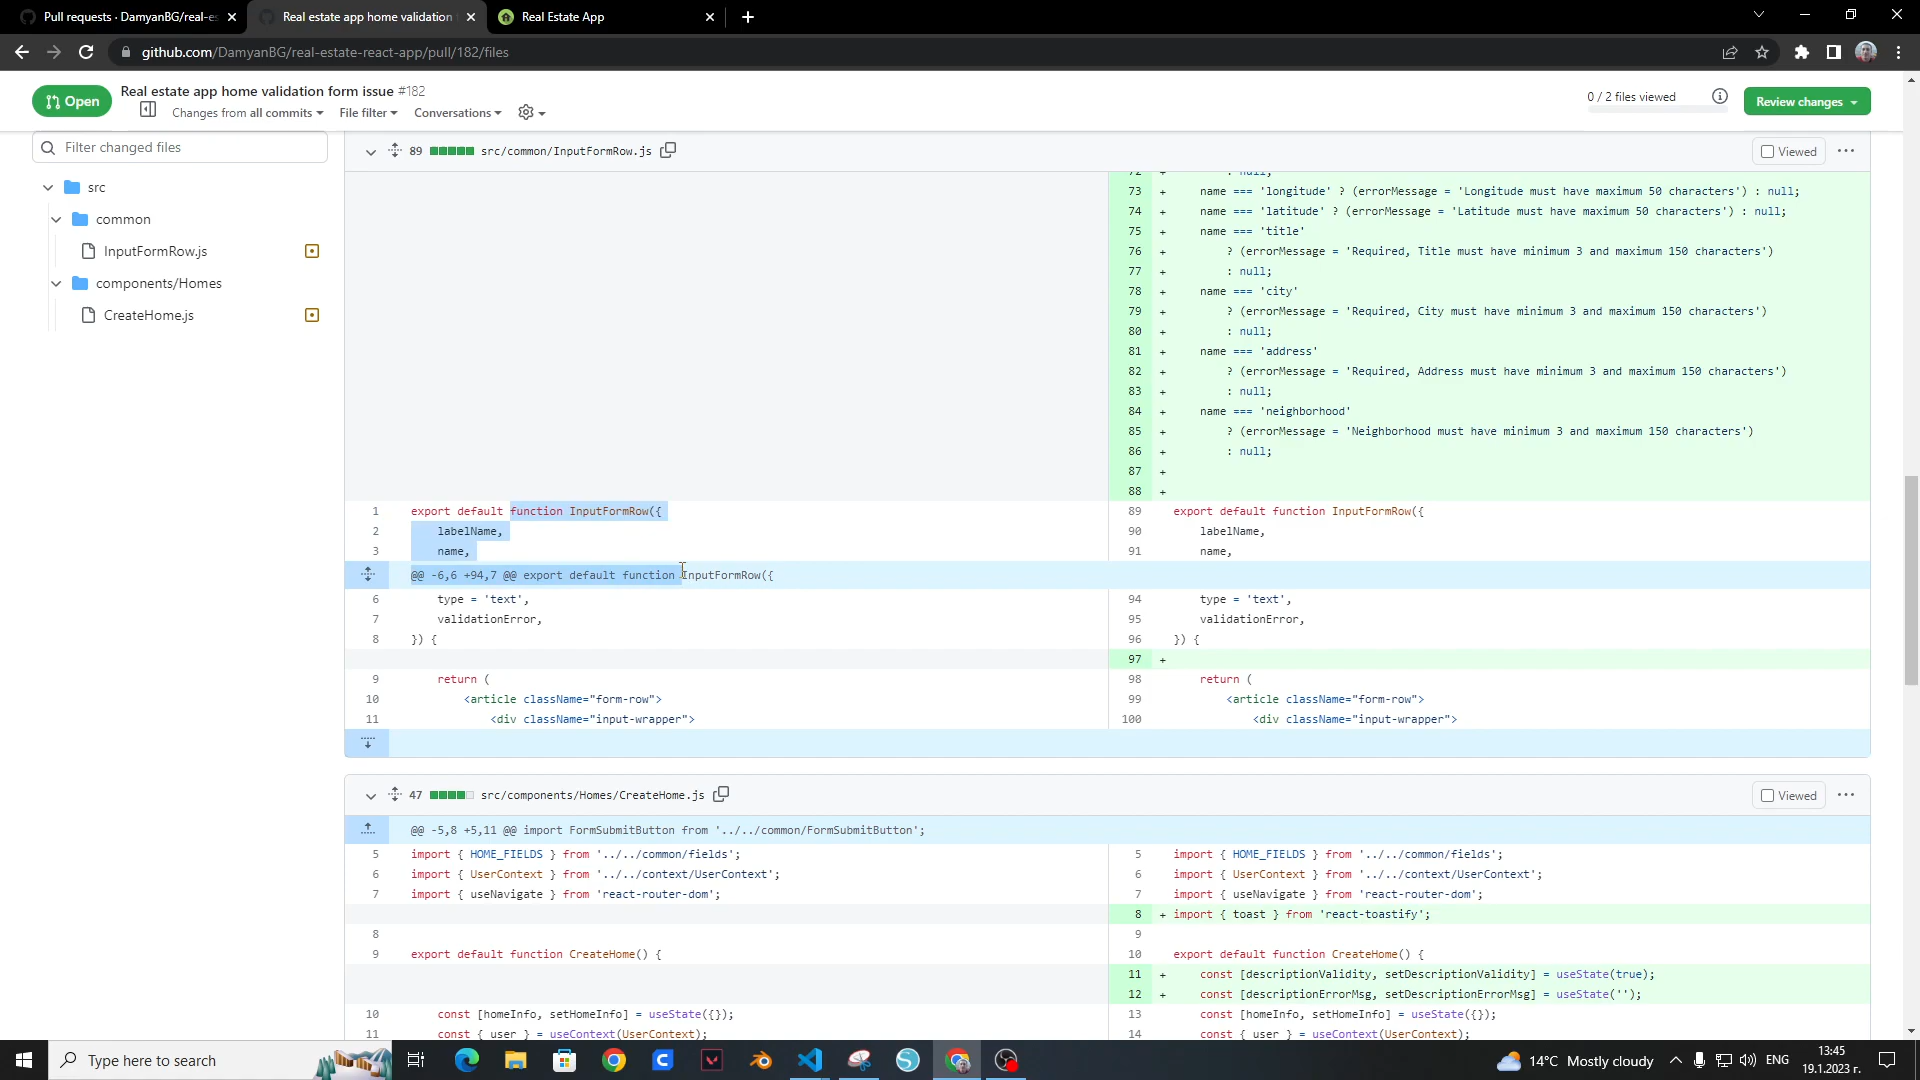 Pull requests · DamyanBG/real-es
Real estate app home validation f
Real Estate App
github.com/DamyanBG/real-estate-react-app/pull/182/files
Open
Real estate app home validation form issue #182
Changes from all commits
File filter
Conversations
0 / 2 files viewed
Review changes
Filter changed files
src
common
InputFormRow.js
components/Homes
CreateHome.js
89 src/common/InputFormRow.js
Viewed
72 + : null;
73 + name === 'longitude' ? (errorMessage = 'Longitude must have maximum 50 characters') : null;
74 + name === 'latitude' ? (errorMessage = 'Latitude must have maximum 50 characters') : null;
75 + name === 'title'
76 + ? (errorMessage = 'Required, Title must have minimum 3 and maximum 150 characters')
77 + : null;
78 + name === 'city'
79 + ? (errorMessage = 'Required, City must have minimum 3 and maximum 150 characters')
80 + : null;
81 + name === 'address'
82 + ? (errorMessage = 'Required, Address must have minimum 3 and maximum 150 characters')
83 + : null;
84 + name === 'neighborhood'
85 + ? (errorMessage = 'Neighborhood must have minimum 3 and maximum 150 characters')
86 + : null;
87 +
88 +
1 export default function InputFormRow({ 89 export default function InputFormRow({
2 labelName, 90 labelName,
3 name, 91 name,
@@ -6,6 +94,7 @@ export default function InputFormRow({
6 type = 'text', 94 type = 'text',
7 validationError, 95 validationError,
8 }) { 96 }) {
97 +
9 return ( 98 return (
10 <article className="form-row"> 99 <article className="form-row">
11 <div className="input-wrapper"> 100 <div className="input-wrapper">
47 src/components/Homes/CreateHome.js
Viewed
@@ -5,8 +5,11 @@ import FormSubmitButton from '../../common/FormSubmitButton';
5 import { HOME_FIELDS } from '../../common/fields'; 5 import { HOME_FIELDS } from '../../common/fields';
6 import { UserContext } from '../../context/UserContext'; 6 import { UserContext } from '../../context/UserContext';
7 import { useNavigate } from 'react-router-dom'; 7 import { useNavigate } from 'react-router-dom';
8 + import { toast } from 'react-toastify';
8 9
9 export default function CreateHome() { 10 export default function CreateHome() {
11 + const [descriptionValidity, setDescriptionValidity] = useState(true);
12 + const [descriptionErrorMsg, setDescriptionErrorMsg] = useState('');
10 const [homeInfo, setHomeInfo] = useState({}); 13 const [homeInfo, setHomeInfo] = useState({});
11 const { user } = useContext(UserContext); 14 const { user } = useContext(UserContext);
Type here to search
14°C Mostly cloudy
ENG
13:45
19.1.2023 г.